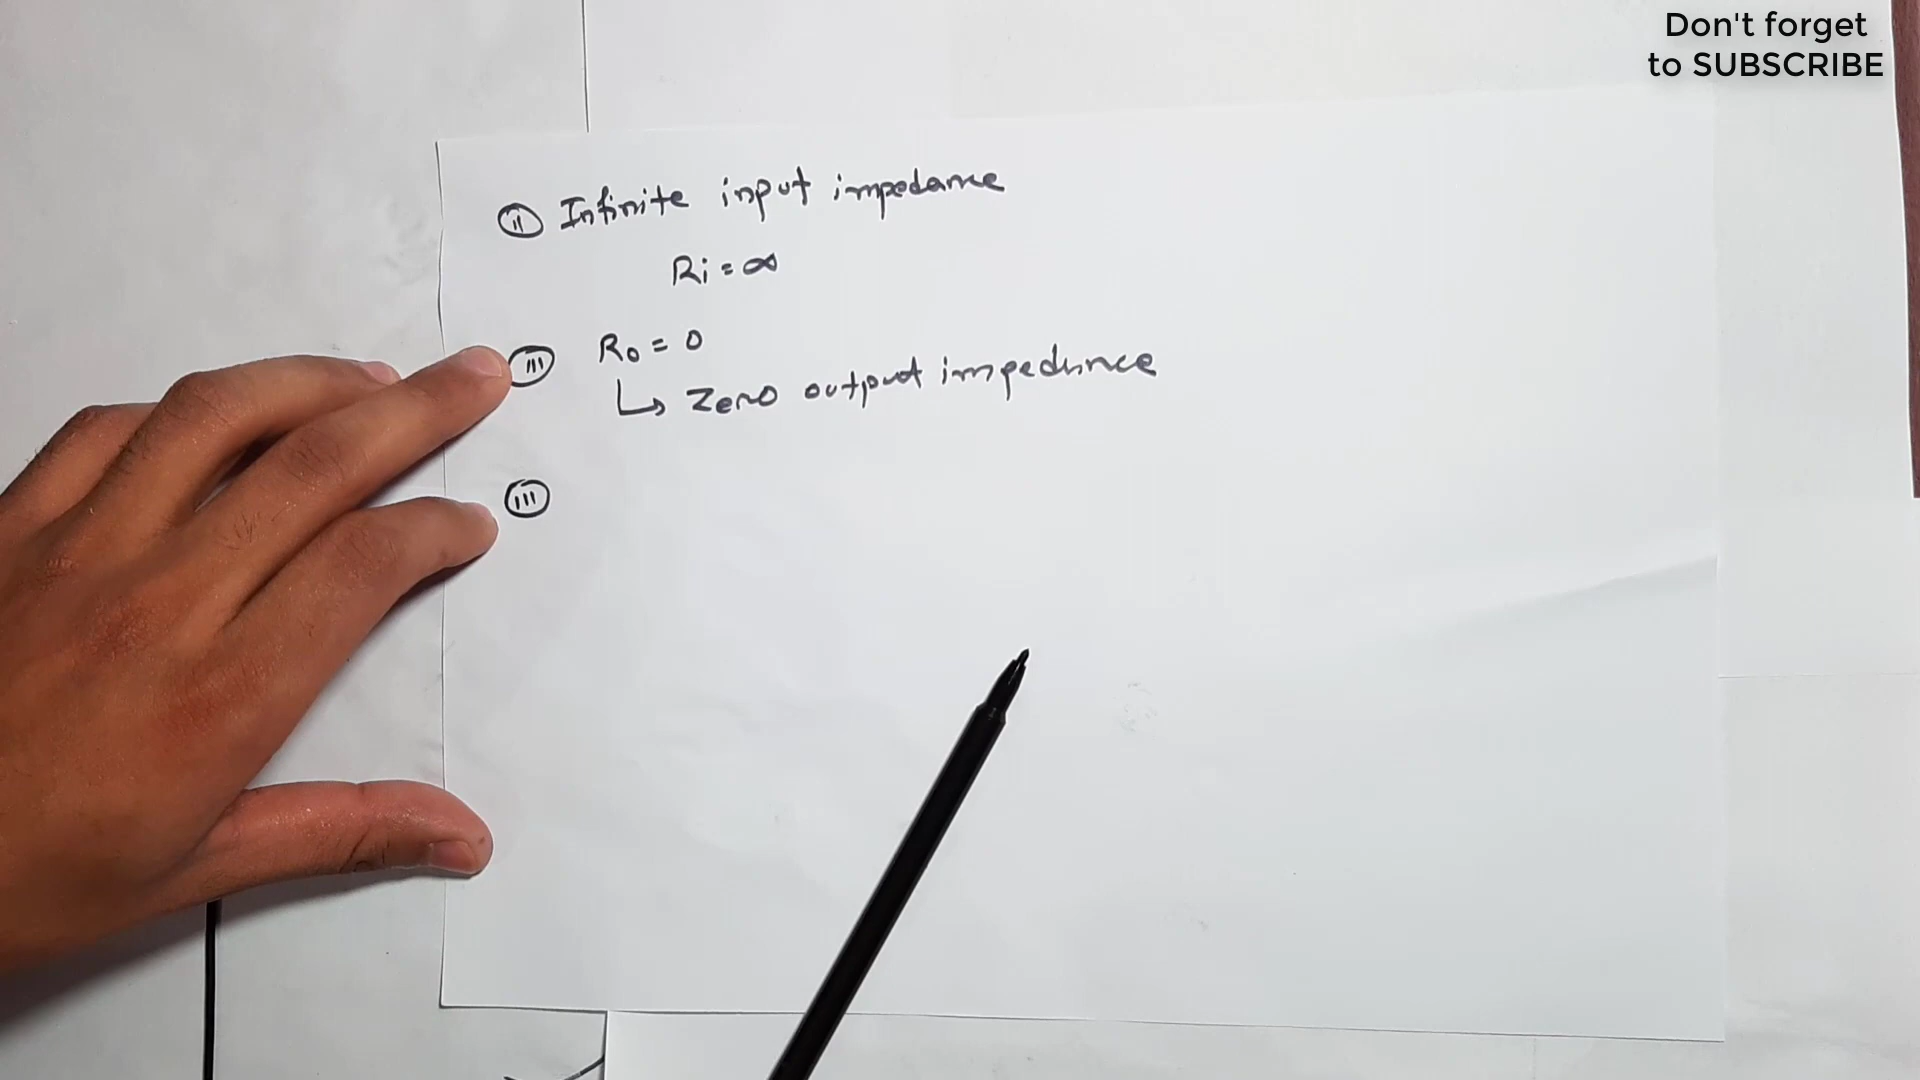 Don't forget
to SUBSCRIBE
II Infinite input impedance
Ri = ∞
III Ro = 0
↳ Zero output impedance
III